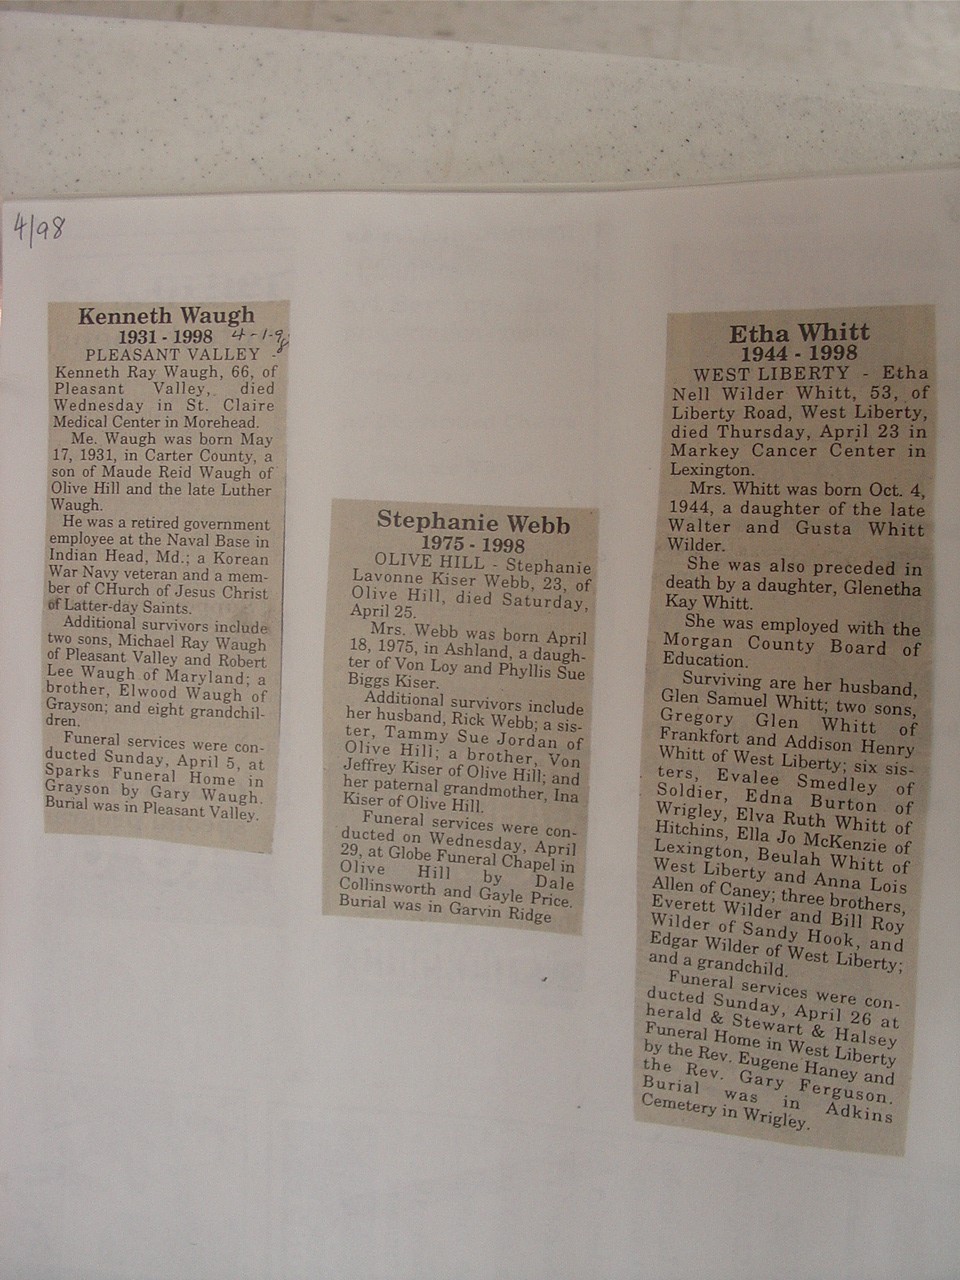 4/98
Kenneth Waugh
1931 - 1998 4-1-98
PLEASANT VALLEY -
Kenneth Ray Waugh, 66, of
Pleasant Valley, died
Wednesday in St. Claire
Medical Center in Morehead.
Me. Waugh was born May
17, 1931, in Carter County, a
son of Maude Reid Waugh of
Olive Hill and the late Luther
Waugh.
He was a retired government
employee at the Naval Base in
Indian Head, Md.; a Korean
War Navy veteran and a mem-
ber of CHurch of Jesus Christ
of Latter-day Saints.
Additional survivors include
two sons, Michael Ray Waugh
of Pleasant Valley and Robert
Lee Waugh of Maryland; a
brother, Elwood Waugh of
Grayson; and eight grandchil-
dren.
Funeral services were con-
ducted Sunday, April 5, at
Sparks Funeral Home in
Grayson by Gary Waugh.
Burial was in Pleasant Valley.
Stephanie Webb
1975 - 1998
OLIVE HILL - Stephanie
Lavonne Kiser Webb, 23, of
Olive Hill, died Saturday,
April 25.
Mrs. Webb was born April
18, 1975, in Ashland, a daugh-
ter of Von Loy and Phyllis Sue
Biggs Kiser.
Additional survivors include
her husband, Rick Webb; a sis-
ter, Tammy Sue Jordan of
Olive Hill; a brother, Von
Jeffrey Kiser of Olive Hill; and
her paternal grandmother, Ina
Kiser of Olive Hill.
Funeral services were con-
ducted on Wednesday, April
29, at Globe Funeral Chapel in
Olive Hill by Dale
Collinsworth and Gayle Price.
Burial was in Garvin Ridge
Etha Whitt
1944 - 1998
WEST LIBERTY - Etha
Nell Wilder Whitt, 53, of
Liberty Road, West Liberty,
died Thursday, April 23 in
Markey Cancer Center in
Lexington.
Mrs. Whitt was born Oct. 4,
1944, a daughter of the late
Walter and Gusta Whitt
Wilder.
She was also preceded in
death by a daughter, Glenetha
Kay Whitt.
She was employed with the
Morgan County Board of
Education.
Surviving are her husband,
Glen Samuel Whitt; two sons,
Gregory Glen Whitt of
Frankfort and Addison Henry
Whitt of West Liberty; six sis-
ters, Evalee Smedley of
Soldier, Edna Burton of
Wrigley, Elva Ruth Whitt of
Hitchins, Ella Jo McKenzie of
Lexington, Beulah Whitt of
West Liberty and Anna Lois
Allen of Caney; three brothers,
Everett Wilder and Bill Roy
Wilder of Sandy Hook, and
Edgar Wilder of West Liberty;
and a grandchild.
Funeral services were con-
ducted Sunday, April 26 at
herald & Stewart & Halsey
Funeral Home in West Liberty
by the Rev. Eugene Haney and
the Rev. Gary Ferguson.
Burial was in Adkins
Cemetery in Wrigley.